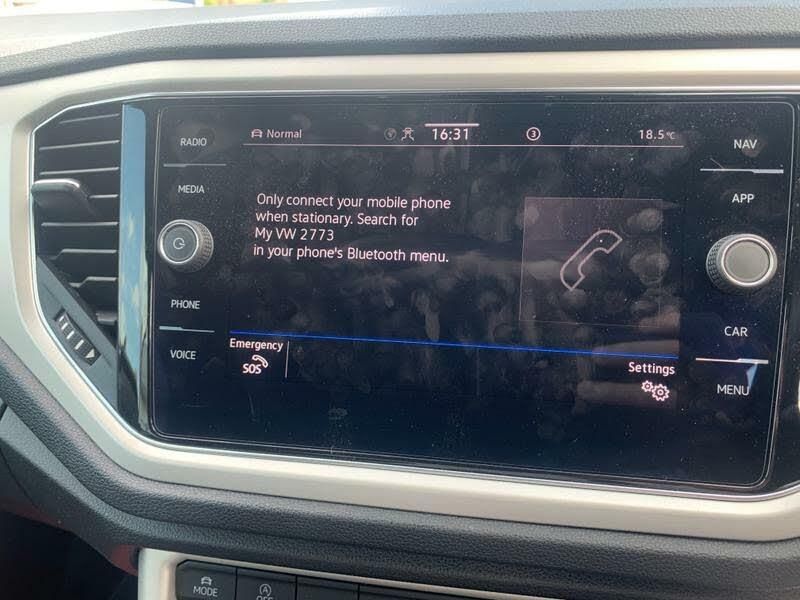 RADIO
MEDIA
PHONE
VOICE
Normal
16:31
3
18.5°C
Only connect your mobile phone
when stationary. Search for
My VW 2773
in your phone's Bluetooth menu.
Emergency
SOS
Settings
NAV
APP
CAR
MENU
MODE
A
OFF